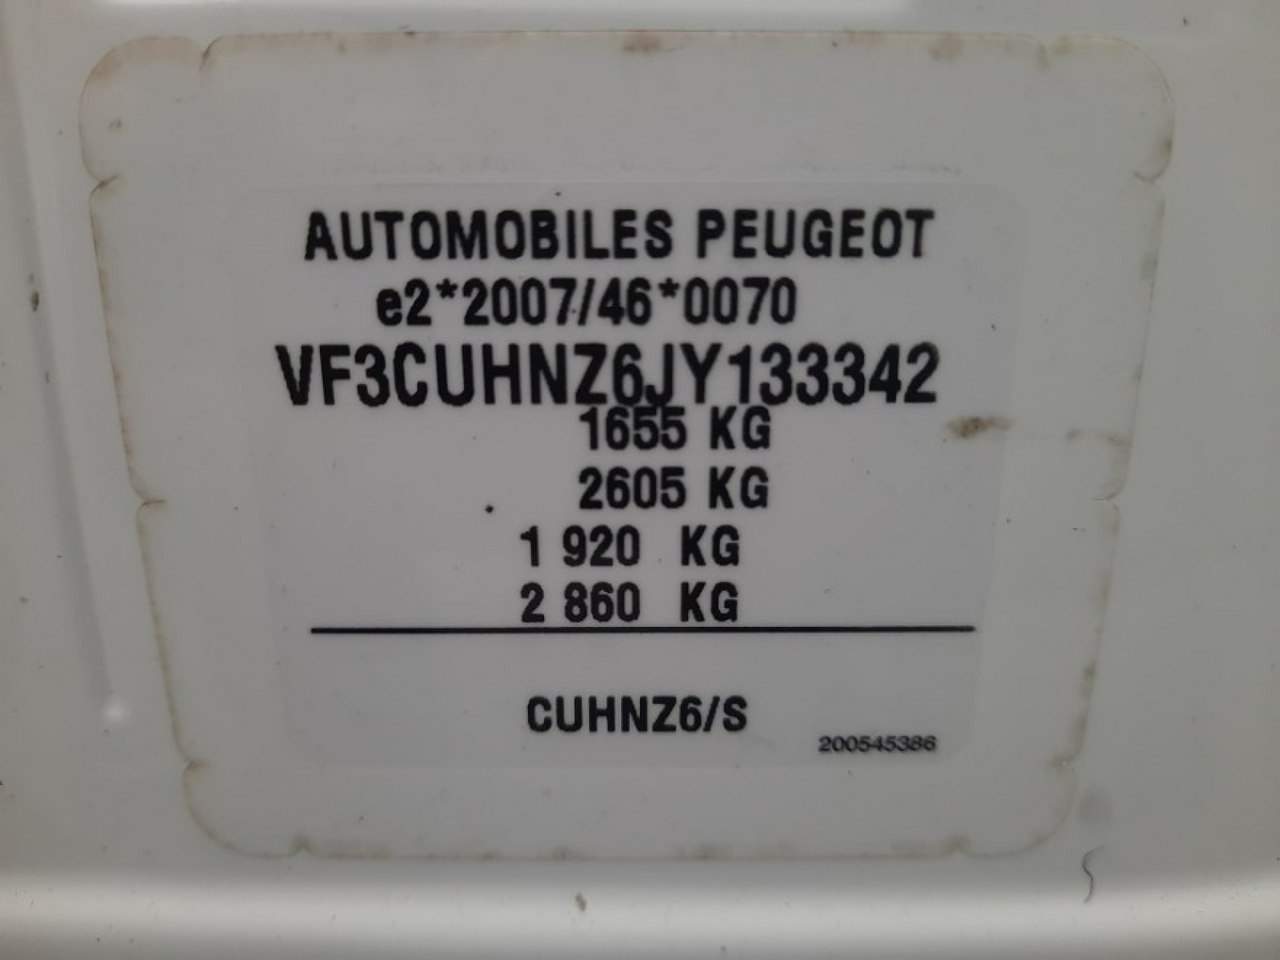 AUTOMOBILES PEUGEOT
e2*2007/46*0070
VF3CUHNZ6JY133342
1655 KG
2605 KG
1 920 KG
2 860 KG
CUHNZ6/S
200545386